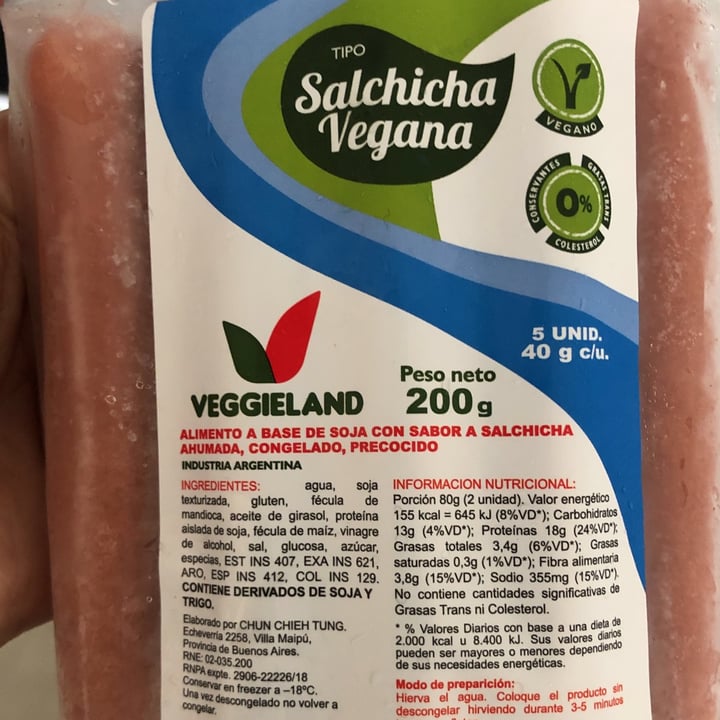 TIPO
Salchicha
Vegana
VEGANO
CONSERVANTES
GRASAS TRANS
0%
COLESTEROL
5 UNID.
40 g c/u.
VEGGIELAND
Peso neto
200g
ALIMENTO A BASE DE SOJA CON SABOR A SALCHICHA
AHUMADA, CONGELADO, PRECOCIDO
INDUSTRIA ARGENTINA
INGREDIENTES: agua, soja
texturizada, gluten, fécula de
mandioca, aceite de girasol, proteína
aislada de soja, fécula de maíz, vinagre
de alcohol, sal, glucosa, azúcar,
especias, EST INS 407, EXA INS 621,
ARO, ESP INS 412, COL INS 129.
CONTIENE DERIVADOS DE SOJA Y
TRIGO.
Elaborado por CHUN CHIEH TUNG.
Echeverría 2258, Villa Maipú,
Provincia de Buenos Aires.
RNE: 02-035.200
RNPA expte. 2906-22226/18
Conservar en freezer a –18ºC.
Una vez descongelado no volver a
congelar.
INFORMACION NUTRICIONAL:
Porción 80g (2 unidad). Valor energético
155 kcal = 645 kJ (8%VD*); Carbohidratos
13g (4%VD*); Proteínas 18g (24%VD*);
Grasas totales 3,4g (6%VD*); Grasas
saturadas 0,3g (1%VD*); Fibra alimentaria
3,8g (15%VD*); Sodio 355mg (15%VD*).
No contiene cantidades significativas de
Grasas Trans ni Colesterol.
* % Valores Diarios con base a una dieta de
2.000 kcal u 8.400 kJ. Sus valores diarios
pueden ser mayores o menores dependiendo
de sus necesidades energéticas.
Modo de preparación:
Hierva el agua. Coloque el producto sin
descongelar hirviendo durante 3-5 minutos